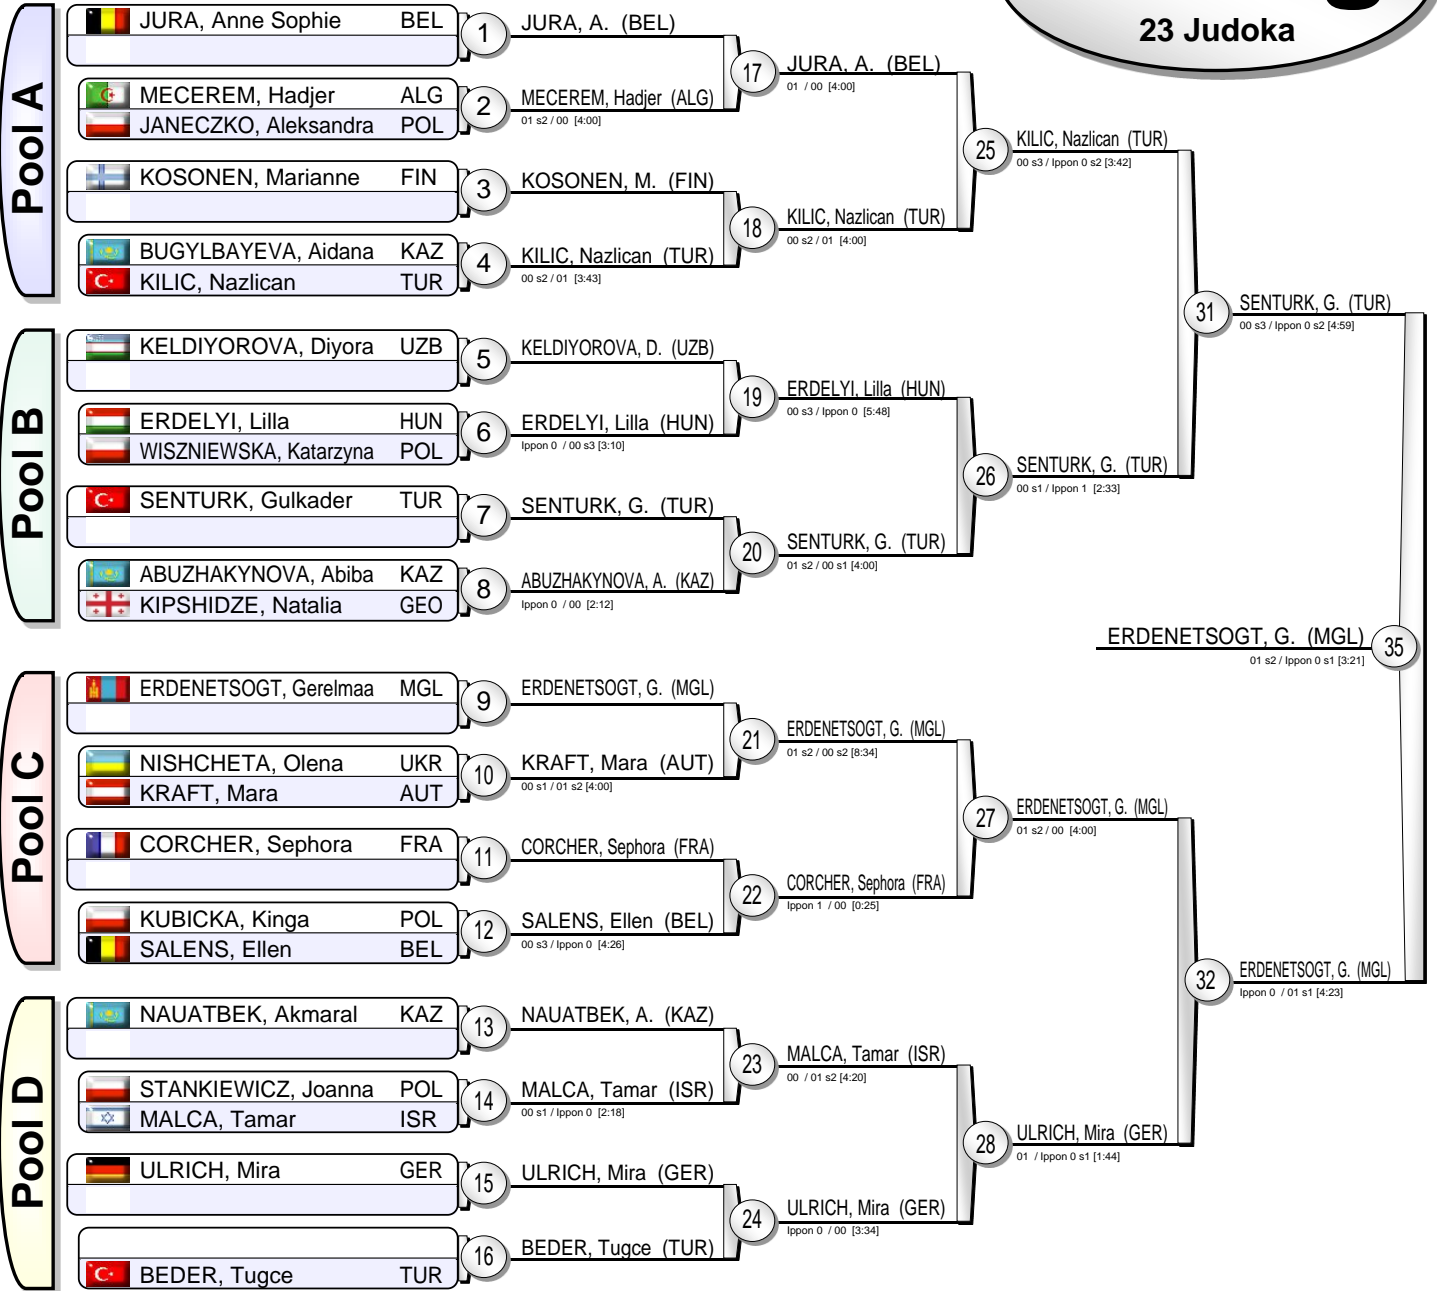 23 Judoka
Pool A
JURA, Anne Sophie BEL
1
JURA, A. (BEL)
MECEREM, Hadjer ALG
JANECZKO, Aleksandra POL
2
MECEREM, Hadjer (ALG)
01 s2 / 00 [4:00]
17
JURA, A. (BEL)
01 / 00 [4:00]
KOSONEN, Marianne FIN
3
KOSONEN, M. (FIN)
BUGYLBAYEVA, Aidana KAZ
KILIC, Nazlican TUR
4
KILIC, Nazlican (TUR)
00 s2 / 01 [3:43]
18
KILIC, Nazlican (TUR)
00 s2 / 01 [4:00]
25
KILIC, Nazlican (TUR)
00 s3 / Ippon 0 s2 [3:42]
Pool B
KELDIYOROVA, Diyora UZB
5
KELDIYOROVA, D. (UZB)
ERDELYI, Lilla HUN
WISZNIEWSKA, Katarzyna POL
6
ERDELYI, Lilla (HUN)
Ippon 0 / 00 s3 [3:10]
19
ERDELYI, Lilla (HUN)
00 s3 / Ippon 0 [5:48]
SENTURK, Gulkader TUR
7
SENTURK, G. (TUR)
ABUZHAKYNOVA, Abiba KAZ
KIPSHIDZE, Natalia GEO
8
ABUZHAKYNOVA, A. (KAZ)
Ippon 0 / 00 [2:12]
20
SENTURK, G. (TUR)
01 s2 / 00 s1 [4:00]
26
SENTURK, G. (TUR)
00 s1 / Ippon 1 [2:33]
31
SENTURK, G. (TUR)
00 s3 / Ippon 0 s2 [4:59]
ERDENETSOGT, G. (MGL)
01 s2 / Ippon 0 s1 [3:21]
35
Pool C
ERDENETSOGT, Gerelmaa MGL
9
ERDENETSOGT, G. (MGL)
NISHCHETA, Olena UKR
KRAFT, Mara AUT
10
KRAFT, Mara (AUT)
00 s1 / 01 s2 [4:00]
21
ERDENETSOGT, G. (MGL)
01 s2 / 00 s2 [8:34]
CORCHER, Sephora FRA
11
CORCHER, Sephora (FRA)
KUBICKA, Kinga POL
SALENS, Ellen BEL
12
SALENS, Ellen (BEL)
00 s3 / Ippon 0 [4:26]
22
CORCHER, Sephora (FRA)
Ippon 1 / 00 [0:25]
27
ERDENETSOGT, G. (MGL)
01 s2 / 00 [4:00]
Pool D
NAUATBEK, Akmaral KAZ
13
NAUATBEK, A. (KAZ)
STANKIEWICZ, Joanna POL
MALCA, Tamar ISR
14
MALCA, Tamar (ISR)
00 s1 / Ippon 0 [2:18]
23
MALCA, Tamar (ISR)
00 / 01 s2 [4:20]
ULRICH, Mira GER
15
ULRICH, Mira (GER)
BEDER, Tugce TUR
16
BEDER, Tugce (TUR)
24
ULRICH, Mira (GER)
Ippon 0 / 00 [3:34]
28
ULRICH, Mira (GER)
01 / Ippon 0 s1 [1:44]
32
ERDENETSOGT, G. (MGL)
Ippon 0 / 01 s1 [4:23]